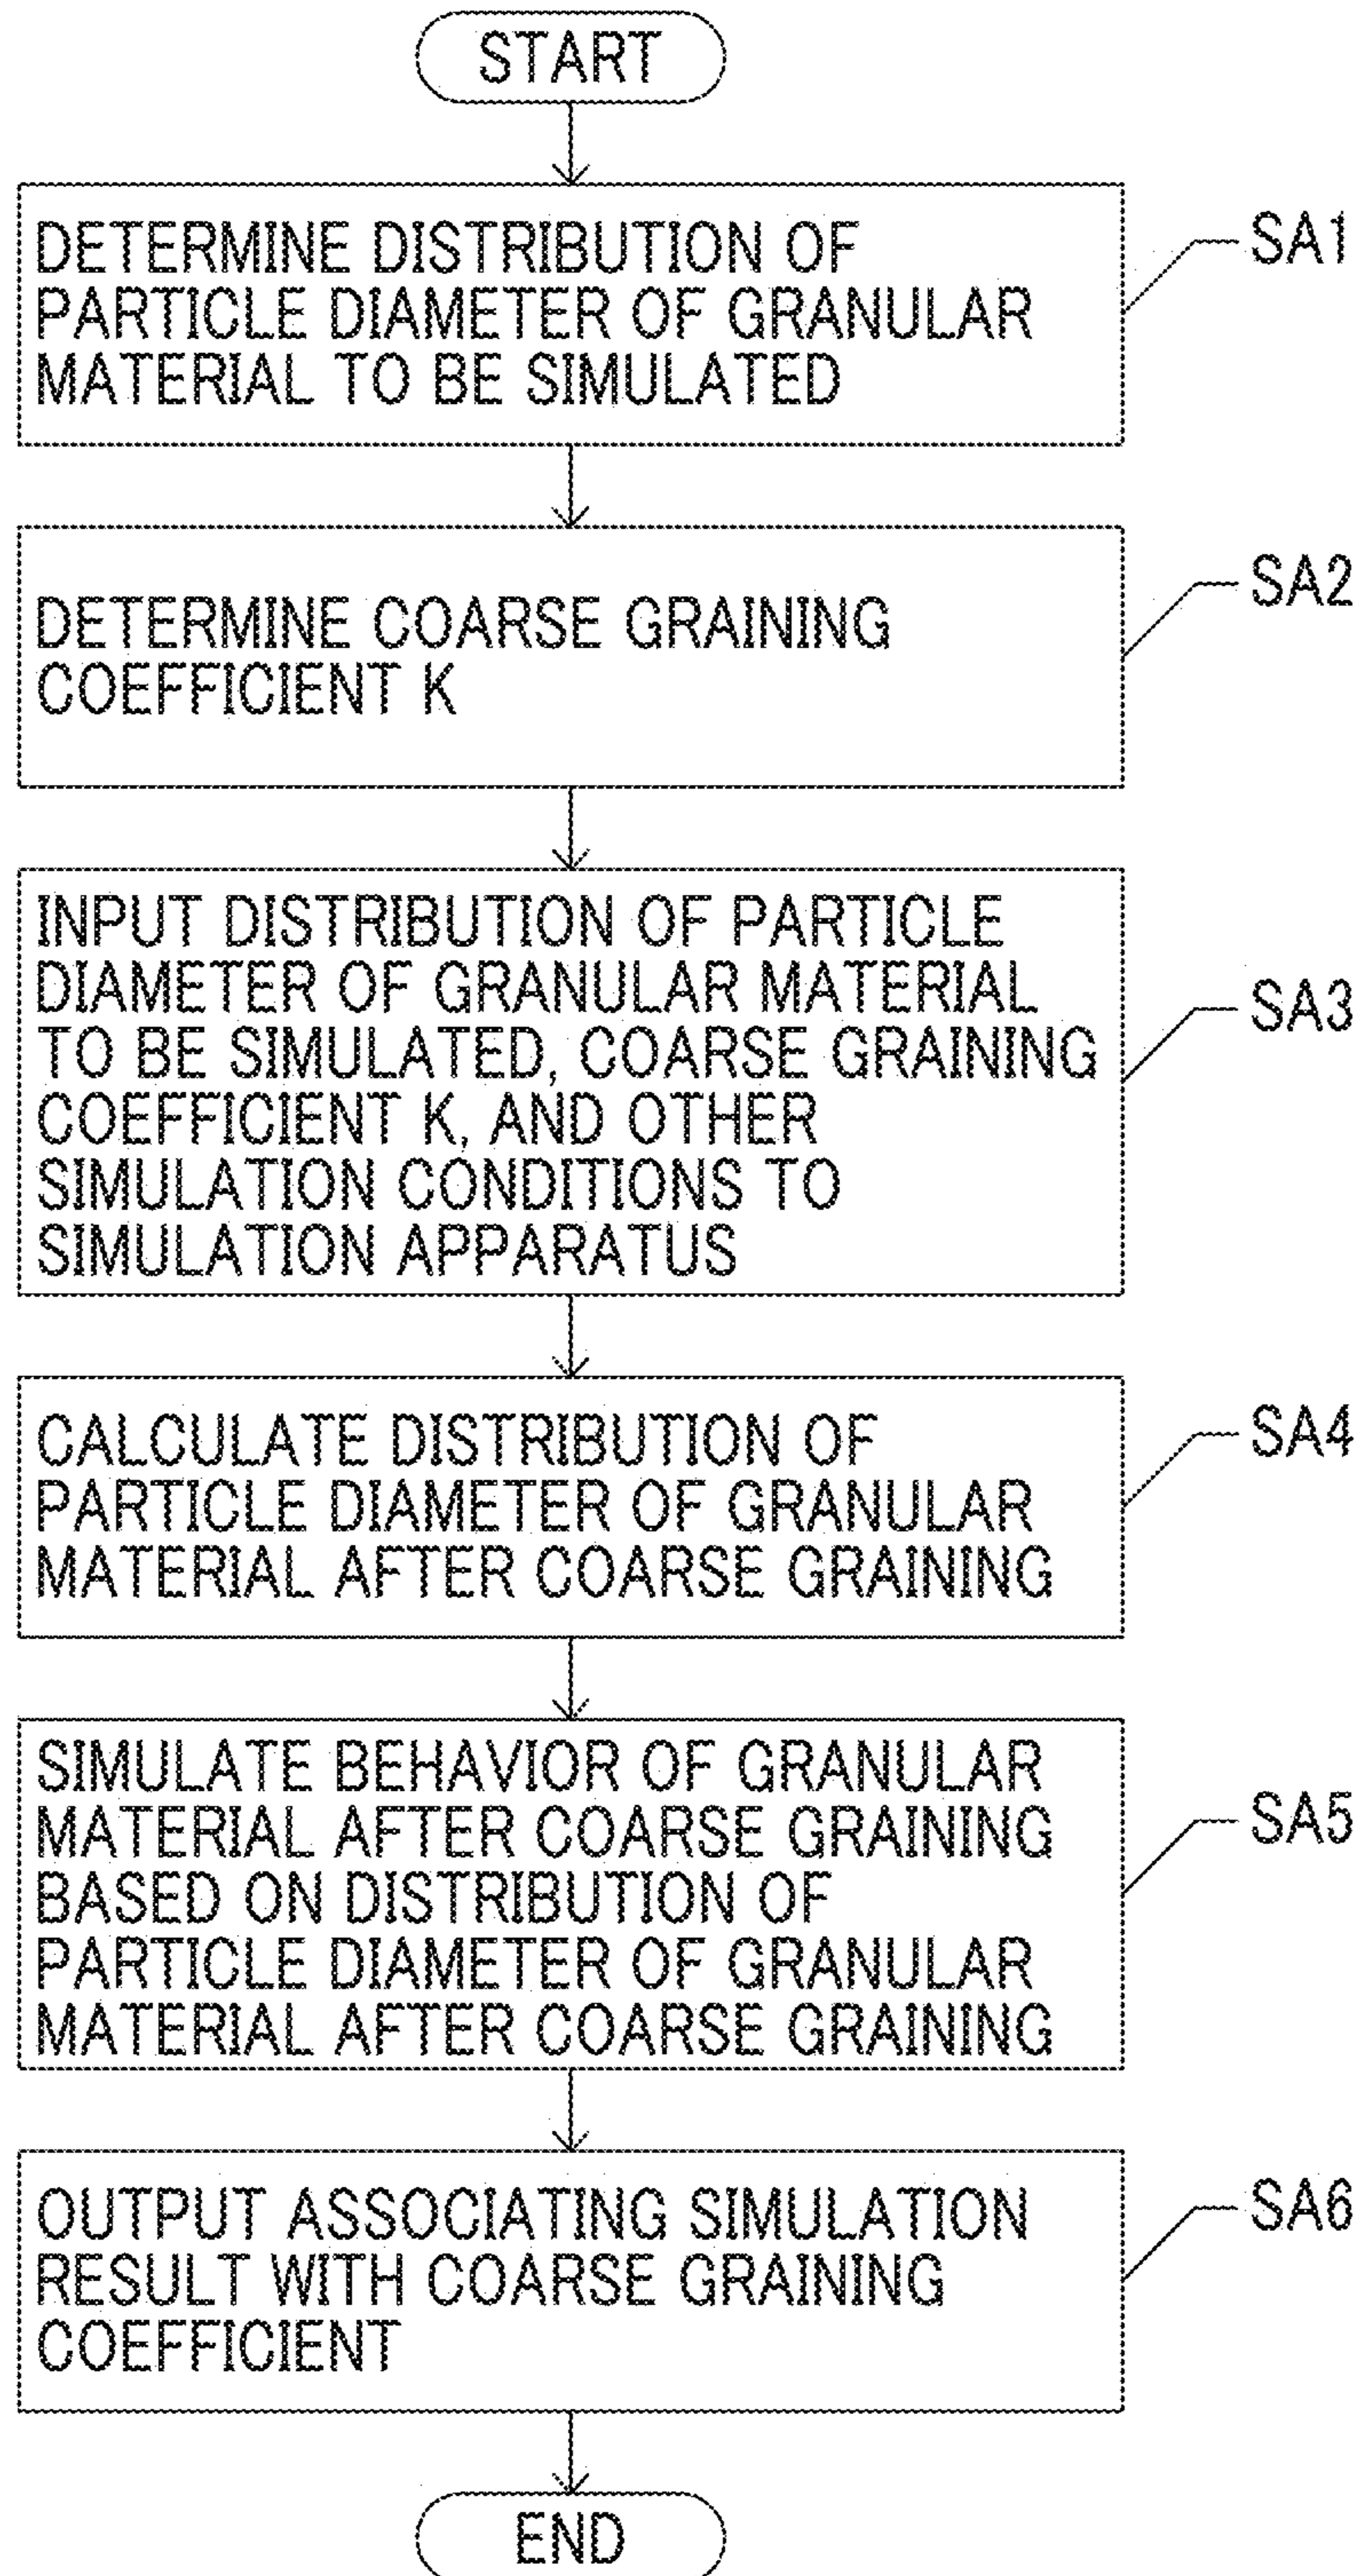 START
DETERMINE DISTRIBUTION OF
PARTICLE DIAMETER OF GRANULAR
MATERIAL TO BE SIMULATED
SA1
DETERMINE COARSE GRAINING
COEFFICIENT K
SA2
INPUT DISTRIBUTION OF PARTICLE
DIAMETER OF GRANULAR MATERIAL
TO BE SIMULATED, COARSE GRAINING
COEFFICIENT K, AND OTHER
SIMULATION CONDITIONS TO
SIMULATION APPARATUS
SA3
CALCULATE DISTRIBUTION OF
PARTICLE DIAMETER OF GRANULAR
MATERIAL AFTER COARSE GRAINING
SA4
SIMULATE BEHAVIOR OF GRANULAR
MATERIAL AFTER COARSE GRAINING
BASED ON DISTRIBUTION OF
PARTICLE DIAMETER OF GRANULAR
MATERIAL AFTER COARSE GRAINING
SA5
OUTPUT ASSOCIATING SIMULATION
RESULT WITH COARSE GRAINING
COEFFICIENT
SA6
END